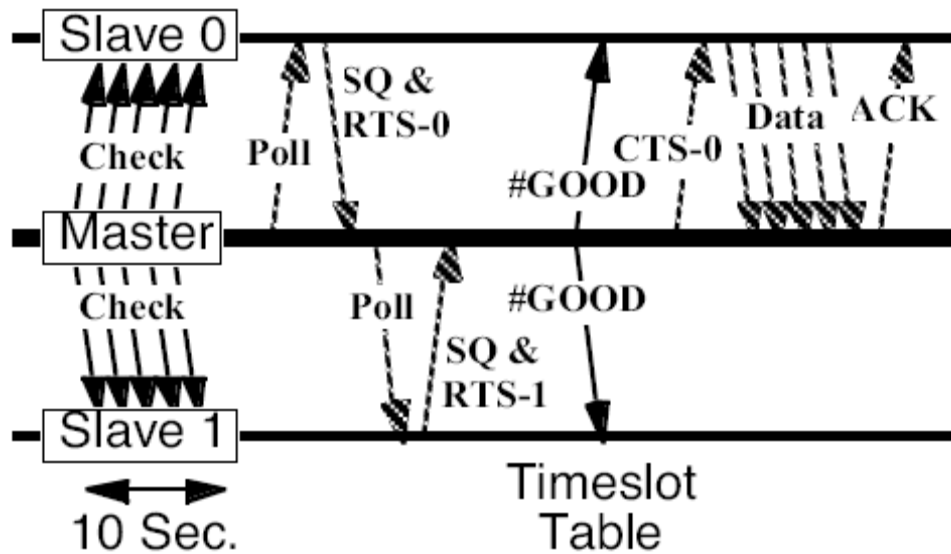 Slave 0
SQ &
RTS-0
Check
Poll
CTS-0
Data
ACK
#GOOD
Master
Check
Poll
#GOOD
SQ &
RTS-1
Slave 1
10 Sec.
Timeslot
Table